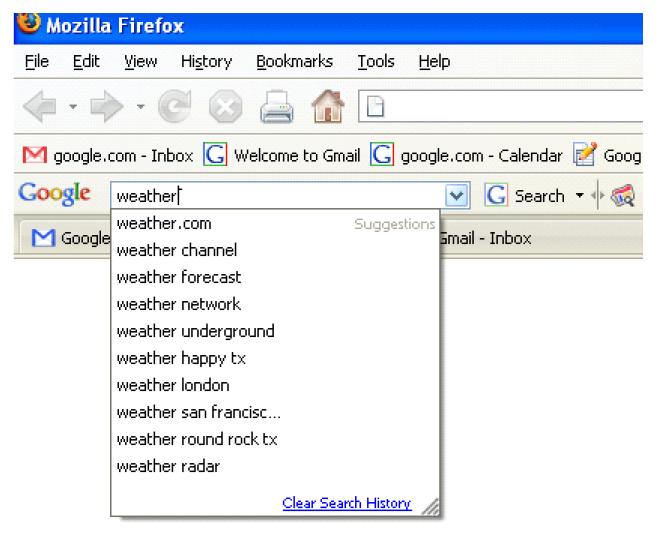 Mozilla Firefox
File Edit View History Bookmarks Tools Help
google.com - Inbox G Welcome to Gmail G google.com - Calendar Goog
Google weather G Search
Google Gmail - Inbox
weather.com Suggestions
weather channel
weather forecast
weather network
weather underground
weather happy tx
weather london
weather san francisc...
weather round rock tx
weather radar
Clear Search History